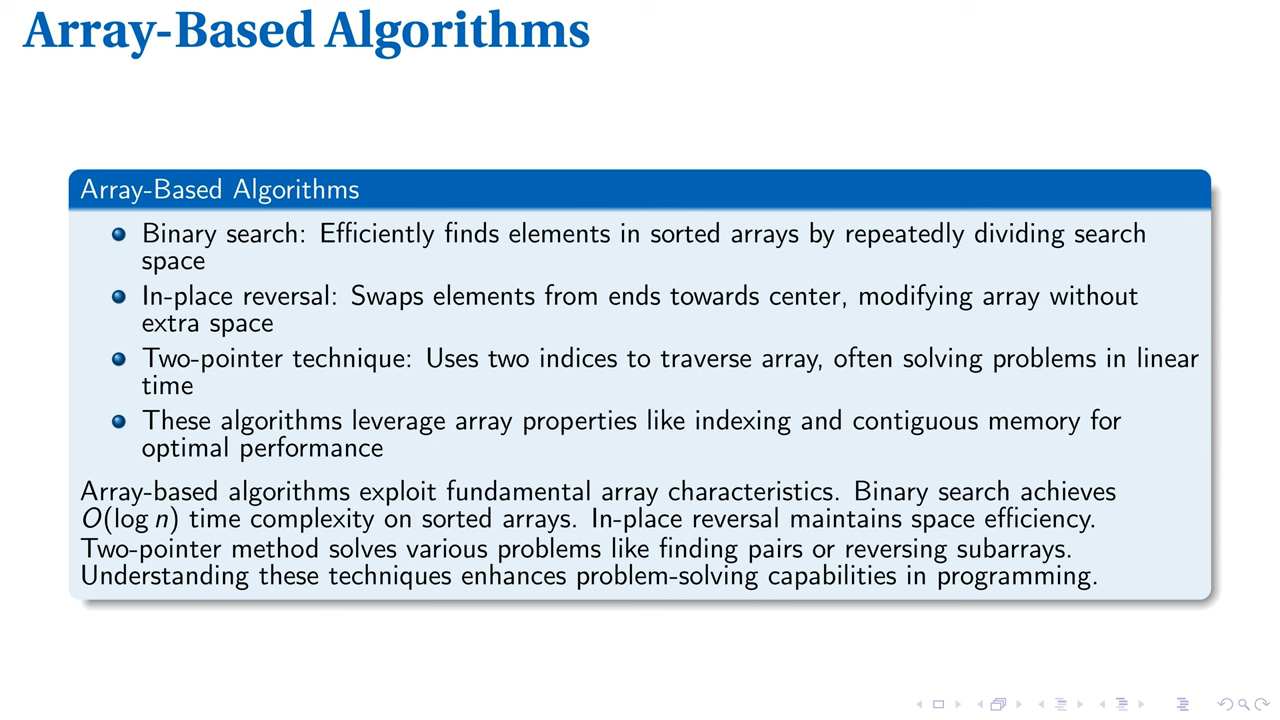 Array-Based Algorithms
Array-Based Algorithms
Binary search: Efficiently finds elements in sorted arrays by repeatedly dividing search
space
In-place reversal: Swaps elements from ends towards center, modifying array without
extra space
Two-pointer technique: Uses two indices to traverse array, often solving problems in linear
time
These algorithms leverage array properties like indexing and contiguous memory for
optimal performance
Array-based algorithms exploit fundamental array characteristics. Binary search achieves
O(log n) time complexity on sorted arrays. In-place reversal maintains space efficiency.
Two-pointer method solves various problems like finding pairs or reversing subarrays.
Understanding these techniques enhances problem-solving capabilities in programming.